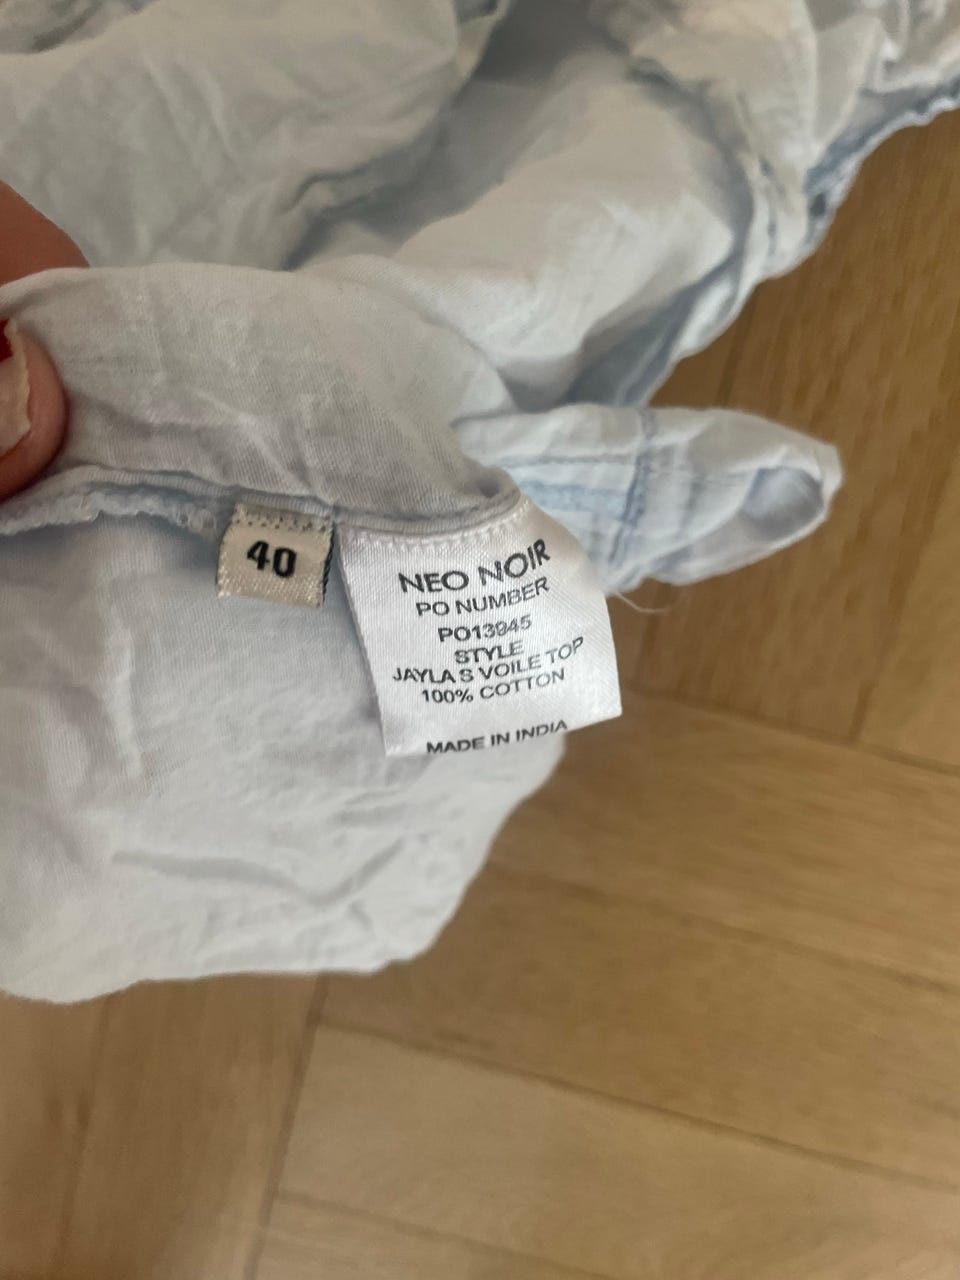 40
NEO NOIR
PO NUMBER
PO13945
STYLE
JAYLA S VOILE TOP
100% COTTON
MADE IN INDIA